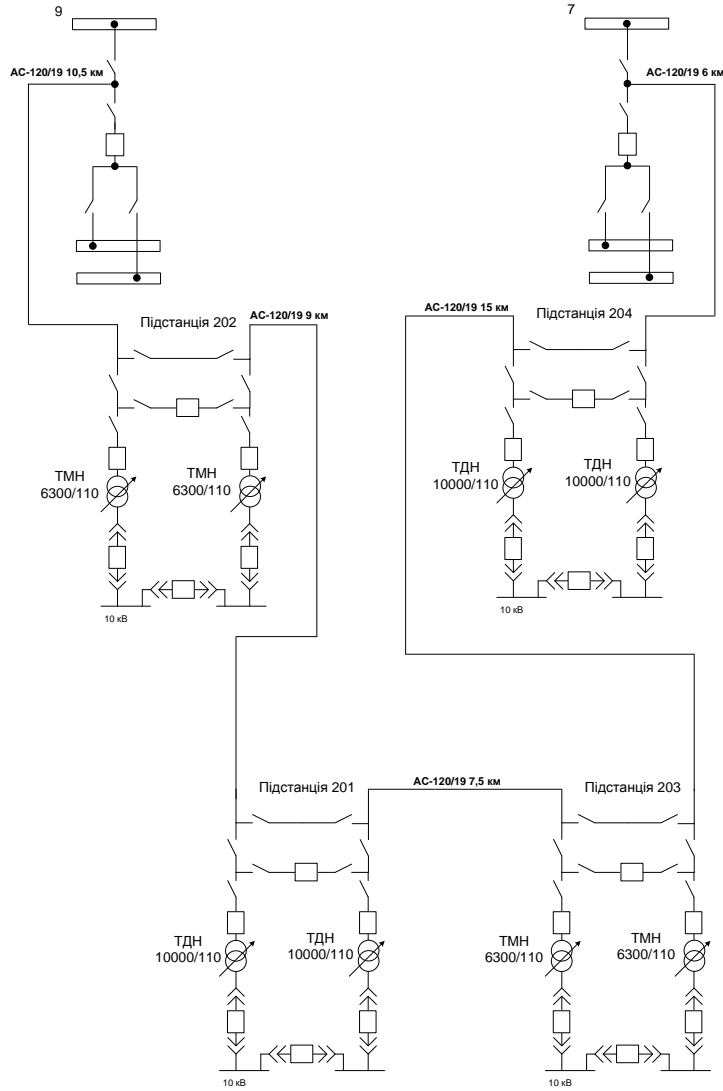 9
7
АС-120/19 10,5 км
АС-120/19 6 км
Підстанція 202
АС-120/19 9 км
АС-120/19 15 км
Підстанція 204
ТМН
6300/110
ТМН
6300/110
ТДН
10000/110
ТДН
10000/110
10 кВ
10 кВ
Підстанція 201
АС-120/19 7,5 км
Підстанція 203
ТДН
10000/110
ТДН
10000/110
ТМН
6300/110
ТМН
6300/110
10 кВ
10 кВ